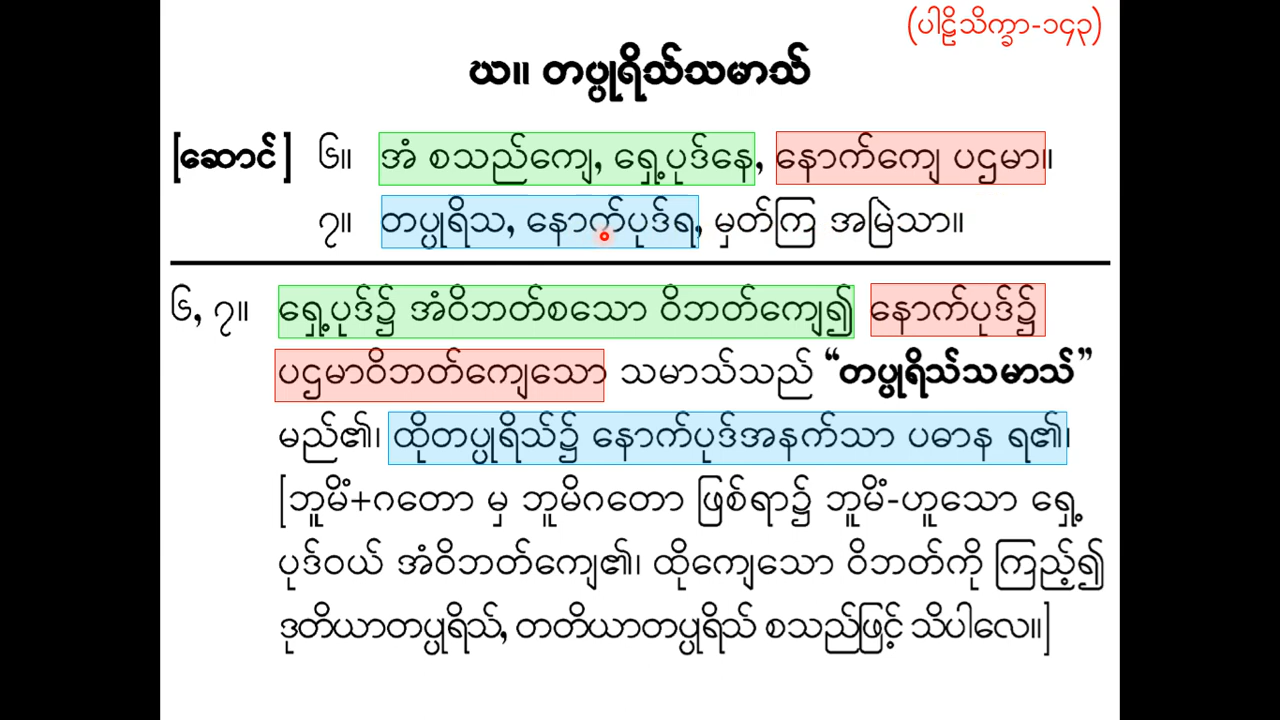 (ပါဠိသိက္ခာ-၁၄၃)
ဃ။ တပ္ပုရိသ်သမာသ်
[ဆောင်] ၆။ အံ စသည်ကျေ, ရှေ့ပုဒ်နေ, နောက်ကျေ ပဌမာ။
၇။ တပ္ပုရိသ, နောက်ပုဒ်ရ, မှတ်ကြ အမြဲသာ။
၆, ၇။ ရှေ့ပုဒ်၌ အံဝိဘတ်စသော ဝိဘတ်ကျေ၍ နောက်ပုဒ်၌
ပဌမာဝိဘတ်ကျေသော သမာသ်သည် “တပ္ပုရိသ်သမာသ်”
မည်၏၊ ထိုတပ္ပုရိသ်၌ နောက်ပုဒ်အနက်သာ ပဓာန ရ၏၊
[ဘူမိံ+ဂတော မှ ဘူမိဂတော ဖြစ်ရာ၌ ဘူမိံ-ဟူသော ရှေ့
ပုဒ်ဝယ် အံဝိဘတ်ကျေ၏၊ ထိုကျေသော ဝိဘတ်ကို ကြည့်၍
ဒုတိယာတပ္ပုရိသ်, တတိယာတပ္ပုရိသ် စသည်ဖြင့် သိပါလေ။]